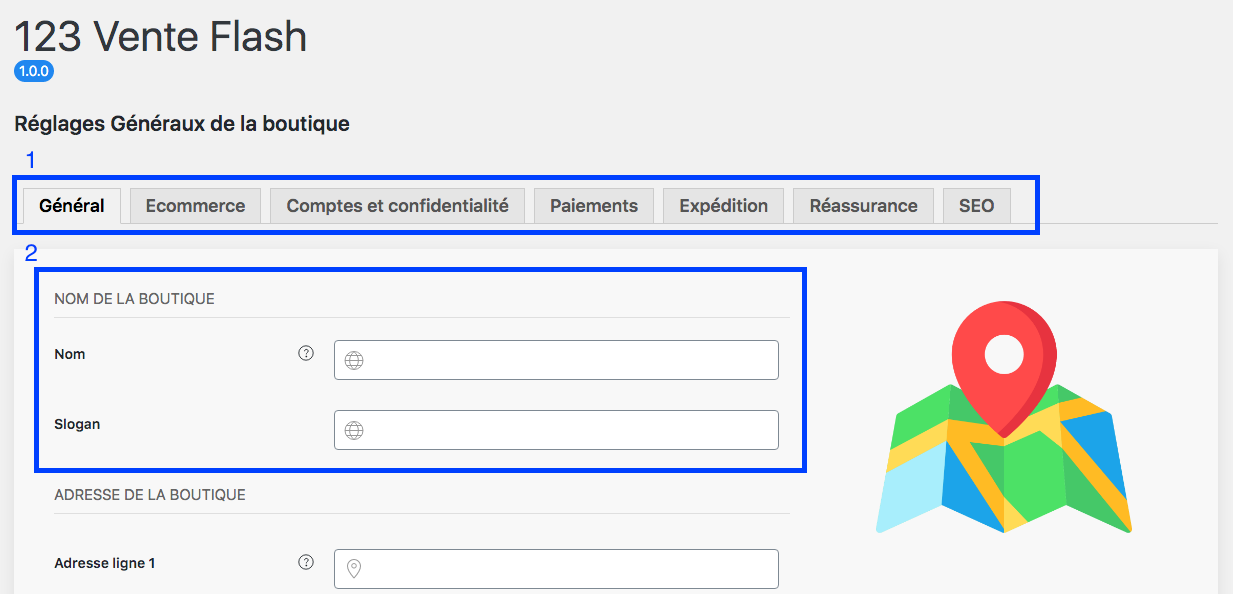 123 Vente Flash
1.0.0
Réglages Généraux de la boutique
1
Général Ecommerce Comptes et confidentialité Paiements Expédition Réassurance SEO
2
NOM DE LA BOUTIQUE
Nom ?
Slogan
ADRESSE DE LA BOUTIQUE
Adresse ligne 1 ?